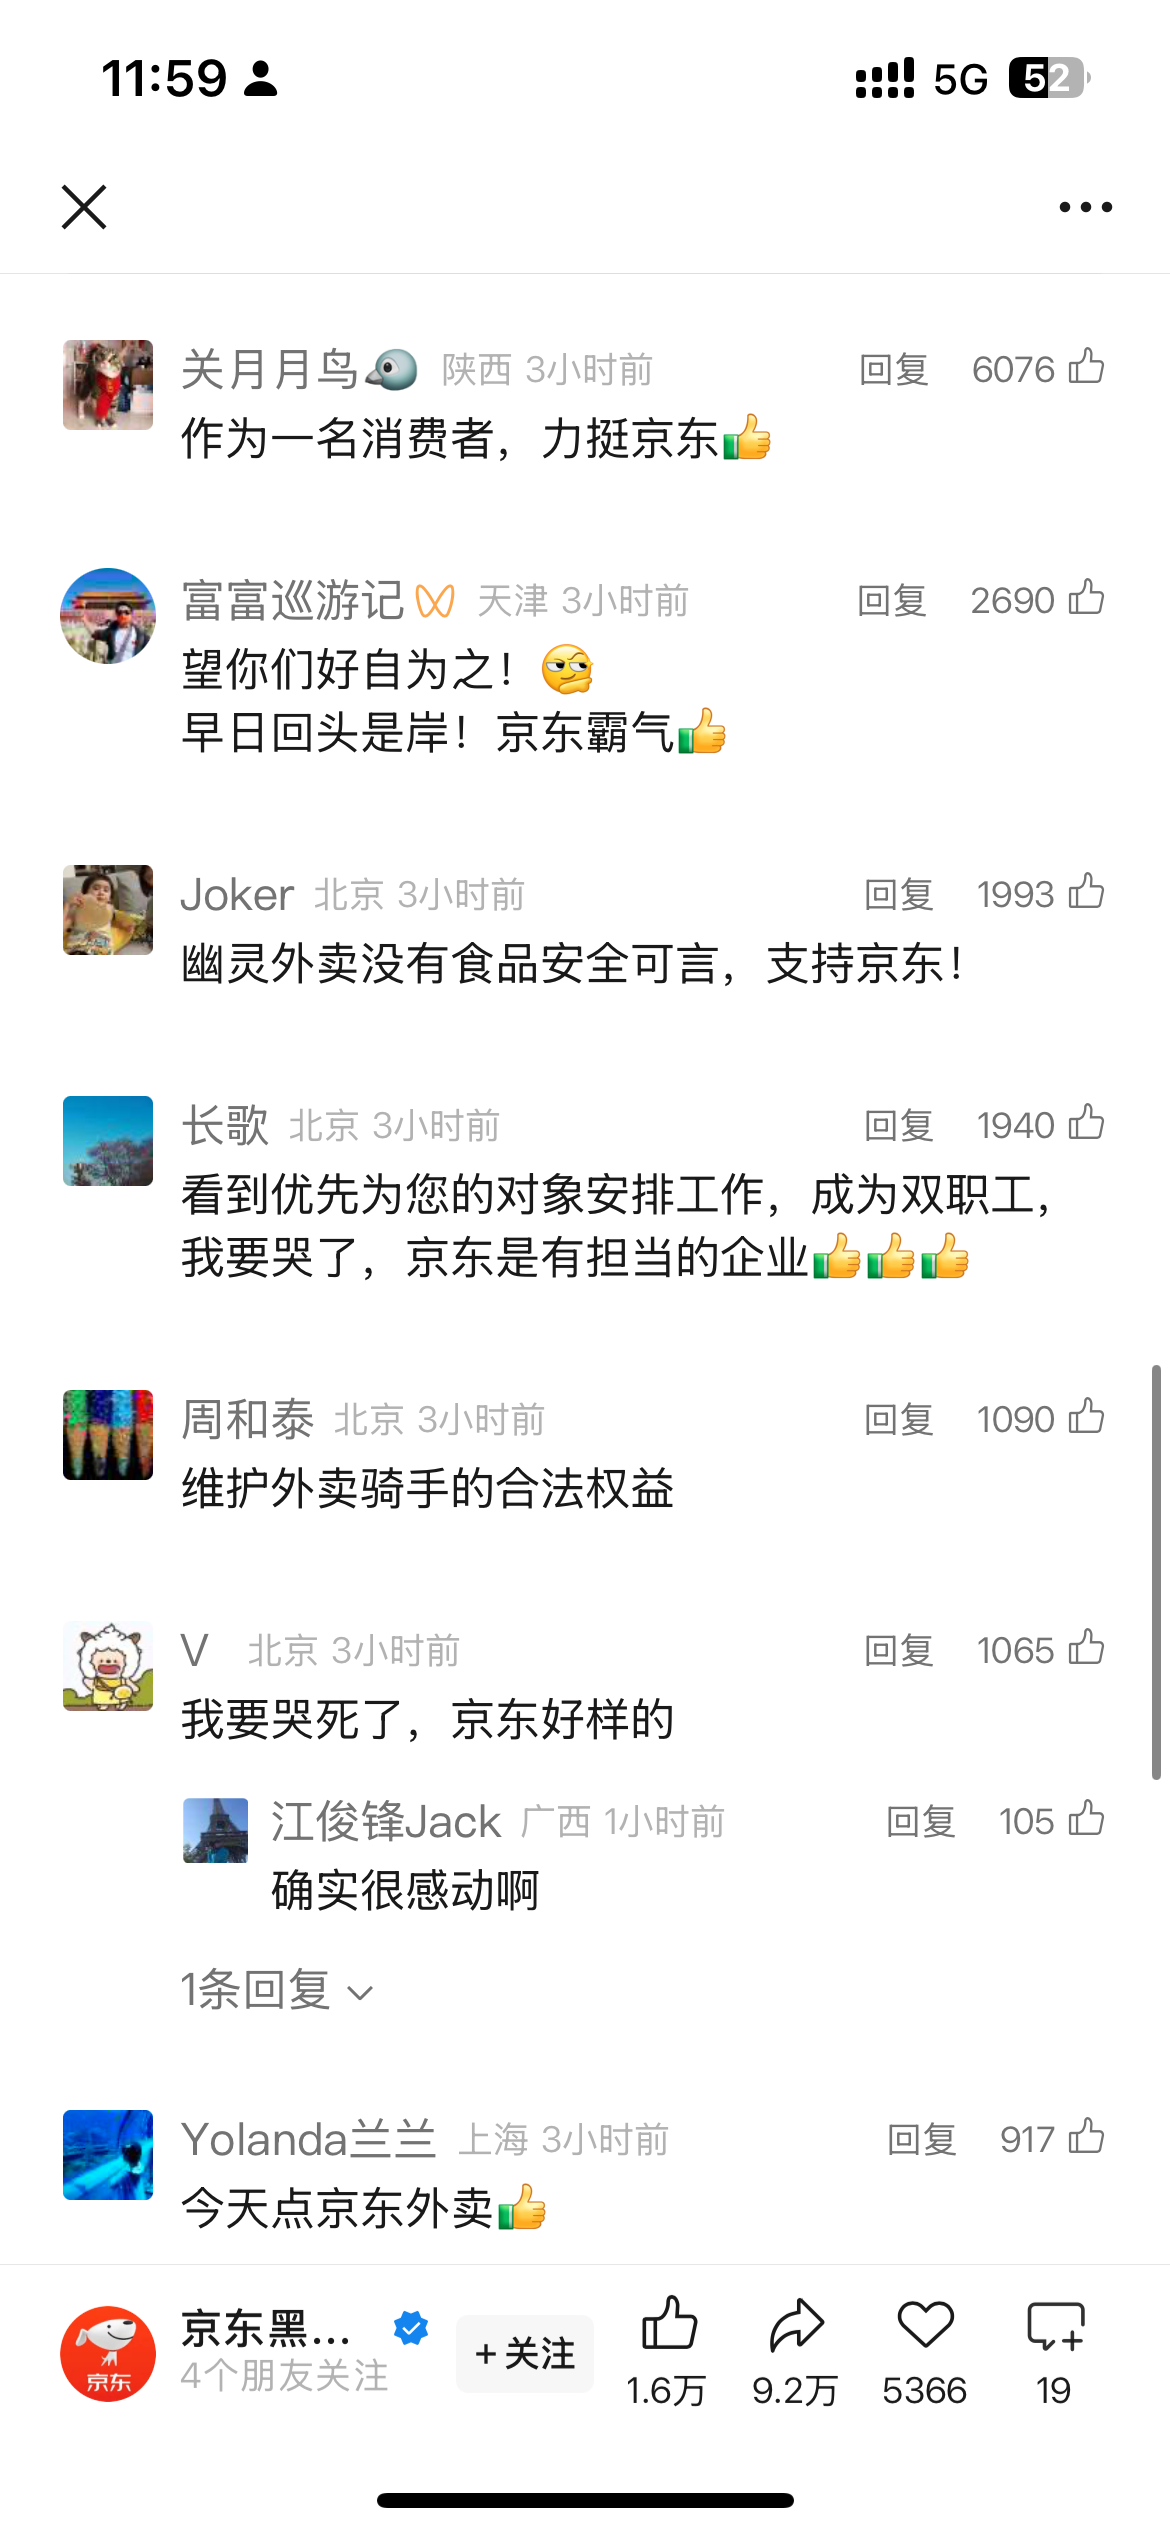 11:59
5G 52
关月月鸟 陕西 3小时前 回复 6076
作为一名消费者，力挺京东👍
富富巡游记 天津 3小时前 回复 2690
望你们好自为之！
早日回头是岸！京东霸气👍
Joker 北京 3小时前 回复 1993
幽灵外卖没有食品安全可言，支持京东！
长歌 北京 3小时前 回复 1940
看到优先为您的对象安排工作，成为双职工，
我要哭了，京东是有担当的企业👍👍👍
周和泰 北京 3小时前 回复 1090
维护外卖骑手的合法权益
V 北京 3小时前 回复 1065
我要哭死了，京东好样的
江俊锋Jack 广西 1小时前 回复 105
确实很感动啊
1条回复
Yolanda兰兰 上海 3小时前 回复 917
今天点京东外卖👍
京东
京东黑...
4个朋友关注
+关注
1.6万 9.2万 5366 19